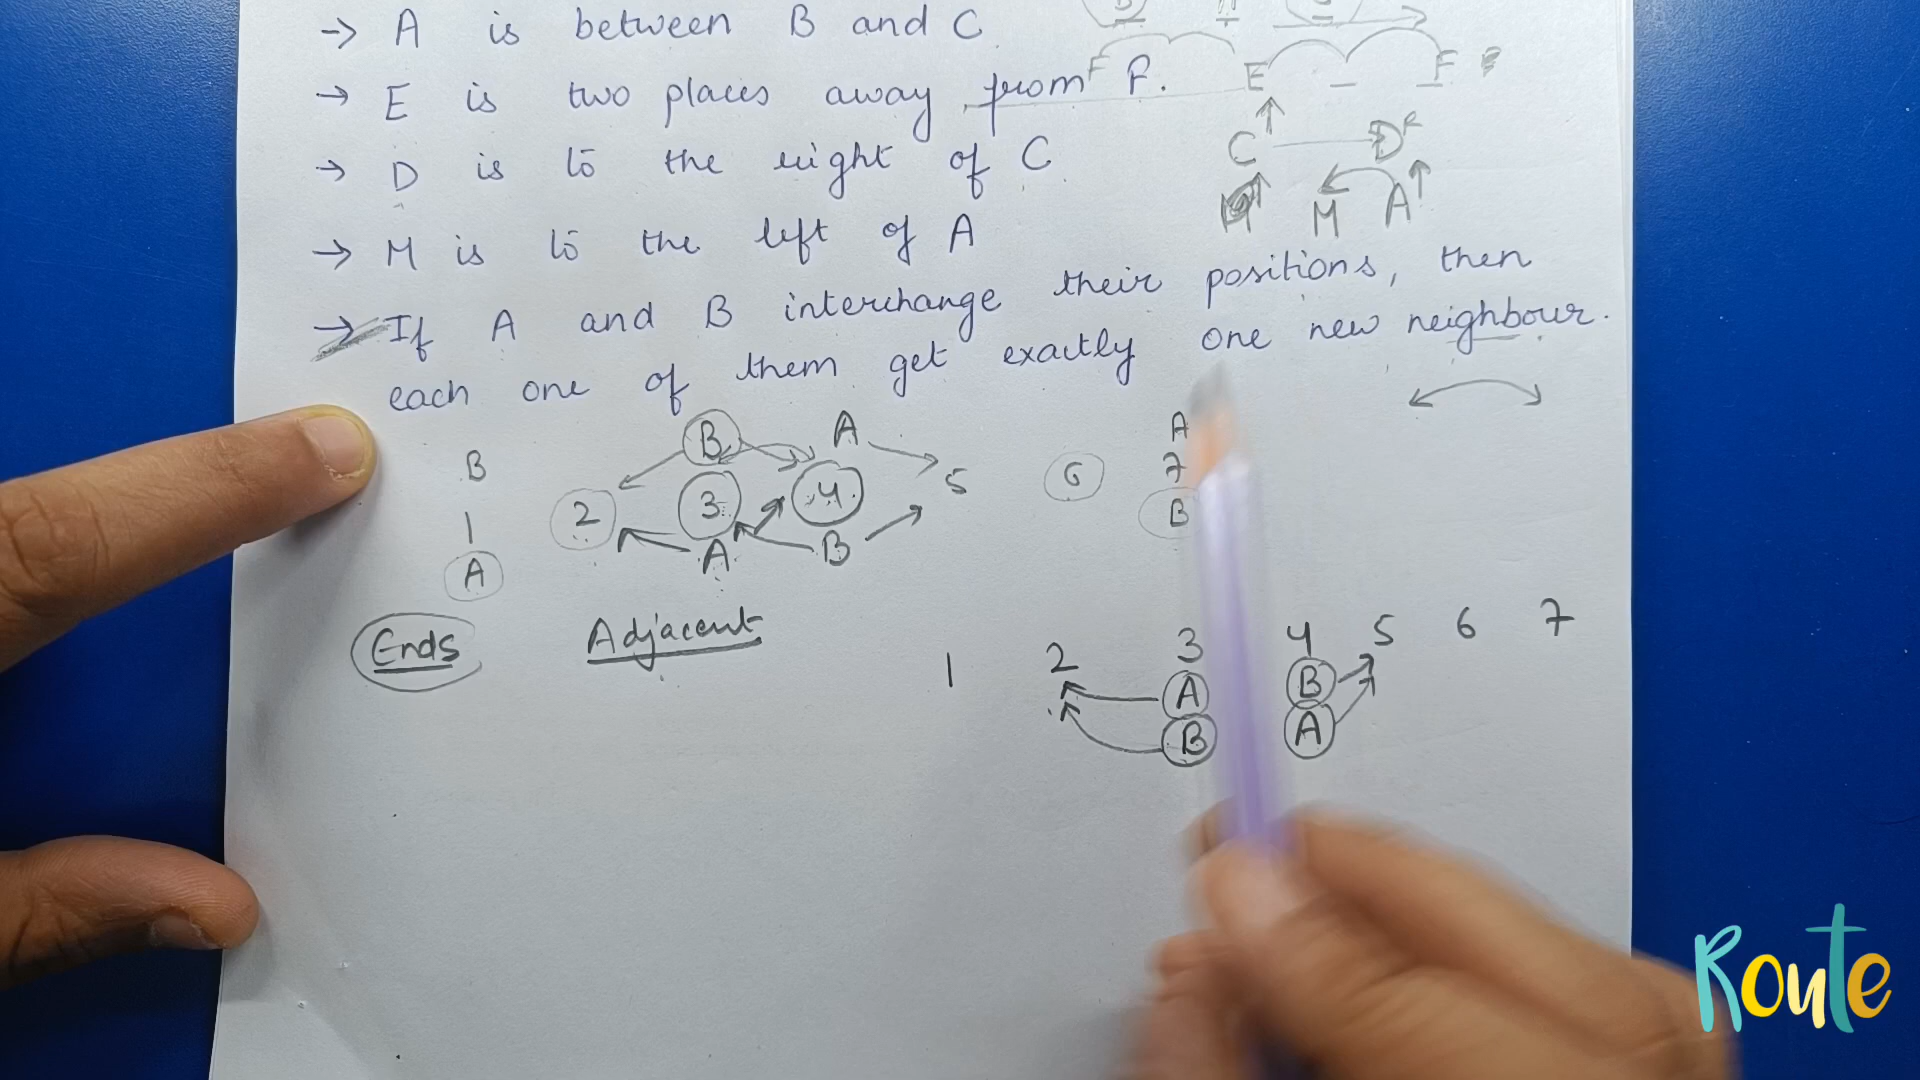 → A is between B and C
→ E is two places away from P.
F
E _ F
→ D is to the right of C
C → D R
→ M is to the left of A
M A
→ If A and B interchange their positions, then
each one of them get exactly one new neighbour.
B B A A
1 2 3 4 5 6 7
A A B B
Ends Adjacent
1 2 3 4 5 6 7
A B
B A
Route